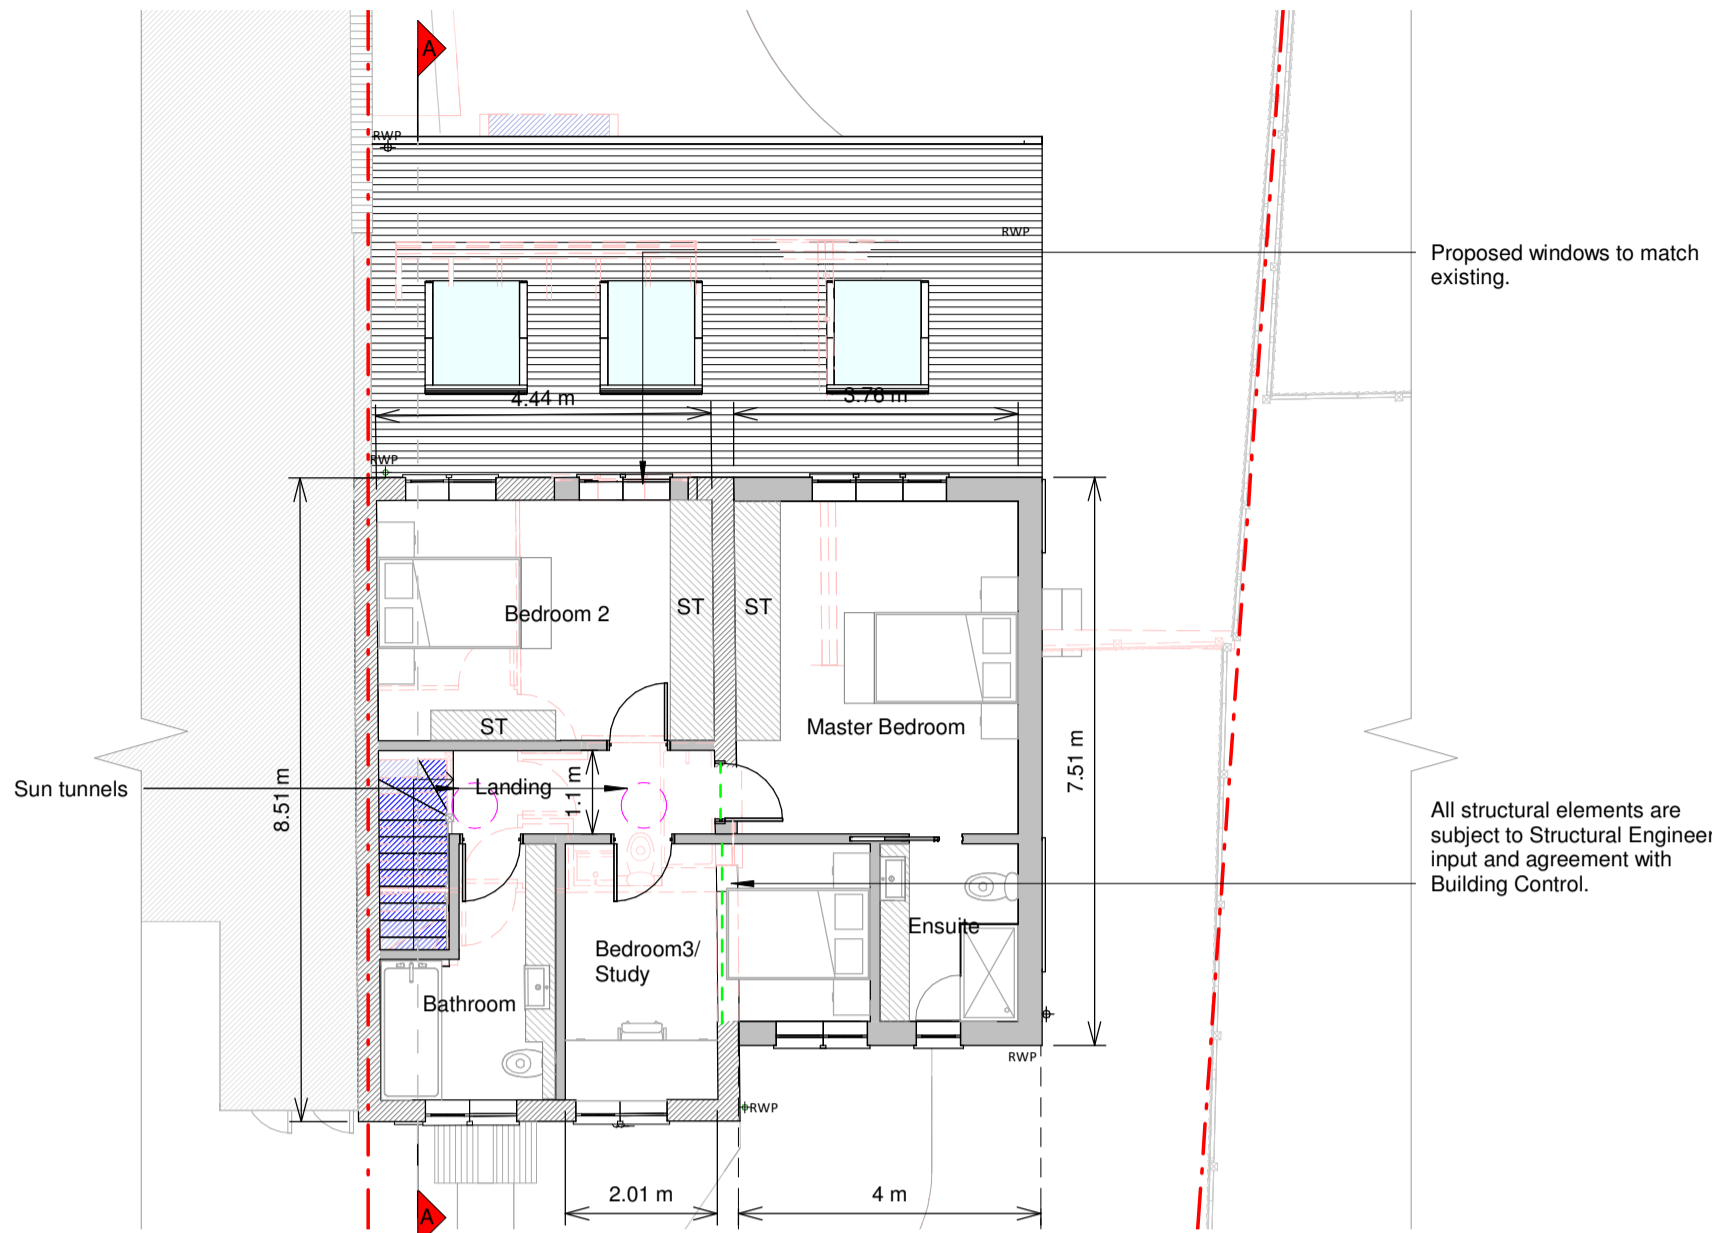 A
RWP
RWP
Proposed windows to match
existing.
4.44 m
3.76 m
RWP
Bedroom 2
ST
ST
ST
Master Bedroom
Sun tunnels
Landing
1.1 m
8.51 m
7.51 m
All structural elements are
subject to Structural Engineer
input and agreement with
Building Control.
Ensuite
Bedroom3/
Study
Bathroom
RWP
RWP
2.01 m
4 m
A